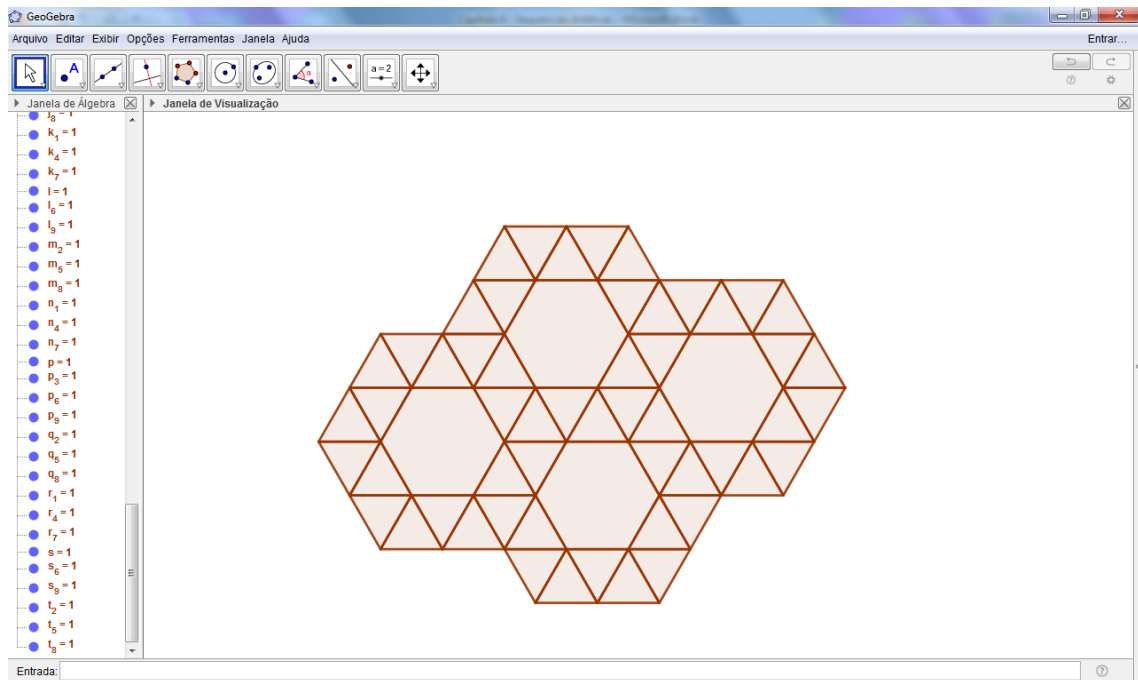 GeoGebra
Arquivo Editar Exibir Opções Ferramentas Janela Ajuda
Entrar...
A
α
a=2
Janela de Álgebra
Janela de Visualização
j₈ = 1
k₁ = 1
k₄ = 1
k₇ = 1
l = 1
l₆ = 1
l₉ = 1
m₂ = 1
m₅ = 1
m₈ = 1
n₁ = 1
n₄ = 1
n₇ = 1
p = 1
p₃ = 1
p₆ = 1
p₉ = 1
q₂ = 1
q₅ = 1
q₈ = 1
r₁ = 1
r₄ = 1
r₇ = 1
s = 1
s₆ = 1
s₉ = 1
t₂ = 1
t₅ = 1
t₈ = 1
Entrada: